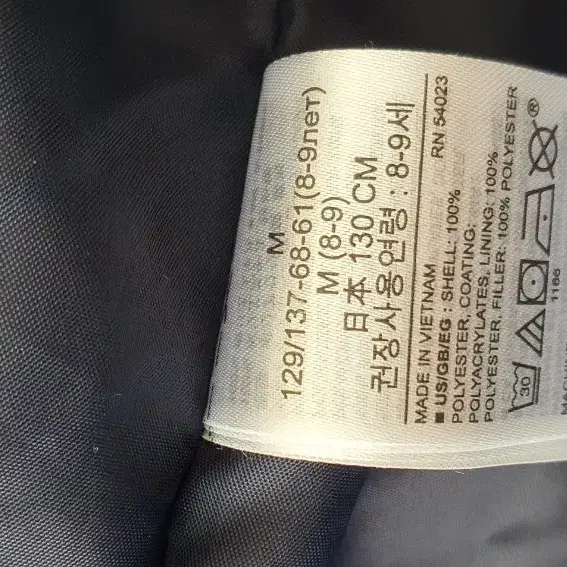 M
129/137-68-61(8-9лет)
M (8-9)
日本 130 CM
권장사용연령 : 8-9세
MADE IN VIETNAM RN 54023
■ US/GB/EG : SHELL: 100%
POLYESTER, COATING:
POLYACRYLATES, LINING: 100%
POLYESTER, FILLER: 100% POLYESTER
30
®
1166